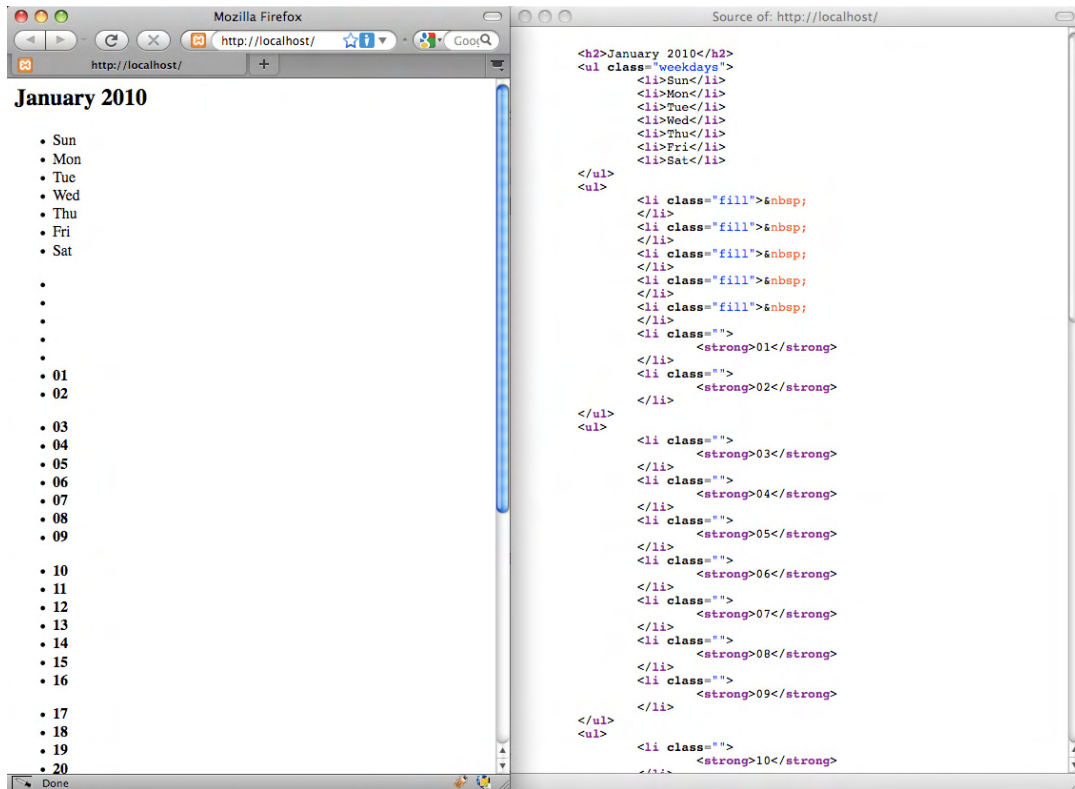 Mozilla Firefox
http://localhost/
Goo
http://localhost/
+
January 2010
• Sun
• Mon
• Tue
• Wed
• Thu
• Fri
• Sat
•
•
•
•
•
• 01
• 02
• 03
• 04
• 05
• 06
• 07
• 08
• 09
• 10
• 11
• 12
• 13
• 14
• 15
• 16
• 17
• 18
• 19
• 20
Done
Source of: http://localhost/
<h2>January 2010</h2>
<ul class="weekdays">
<li>Sun</li>
<li>Mon</li>
<li>Tue</li>
<li>Wed</li>
<li>Thu</li>
<li>Fri</li>
<li>Sat</li>
</ul>
<ul>
<li class="fill">&nbsp;
</li>
<li class="fill">&nbsp;
</li>
<li class="fill">&nbsp;
</li>
<li class="fill">&nbsp;
</li>
<li class="fill">&nbsp;
</li>
<li class="">
<strong>01</strong>
</li>
<li class="">
<strong>02</strong>
</li>
</ul>
<ul>
<li class="">
<strong>03</strong>
</li>
<li class="">
<strong>04</strong>
</li>
<li class="">
<strong>05</strong>
</li>
<li class="">
<strong>06</strong>
</li>
<li class="">
<strong>07</strong>
</li>
<li class="">
<strong>08</strong>
</li>
<li class="">
<strong>09</strong>
</li>
</ul>
<ul>
<li class="">
<strong>10</strong>
</li>